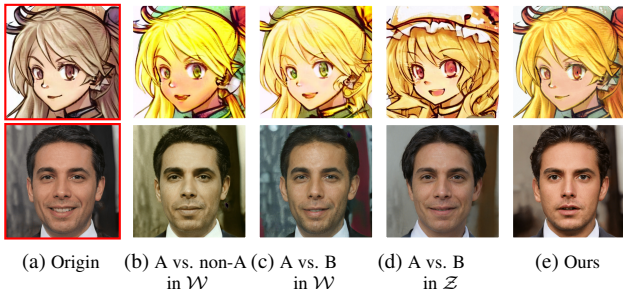 (a) Origin (b) A vs. non-A (c) A vs. B (d) A vs. B (e) Ours
in 𝒲 in 𝒲 in 𝒵